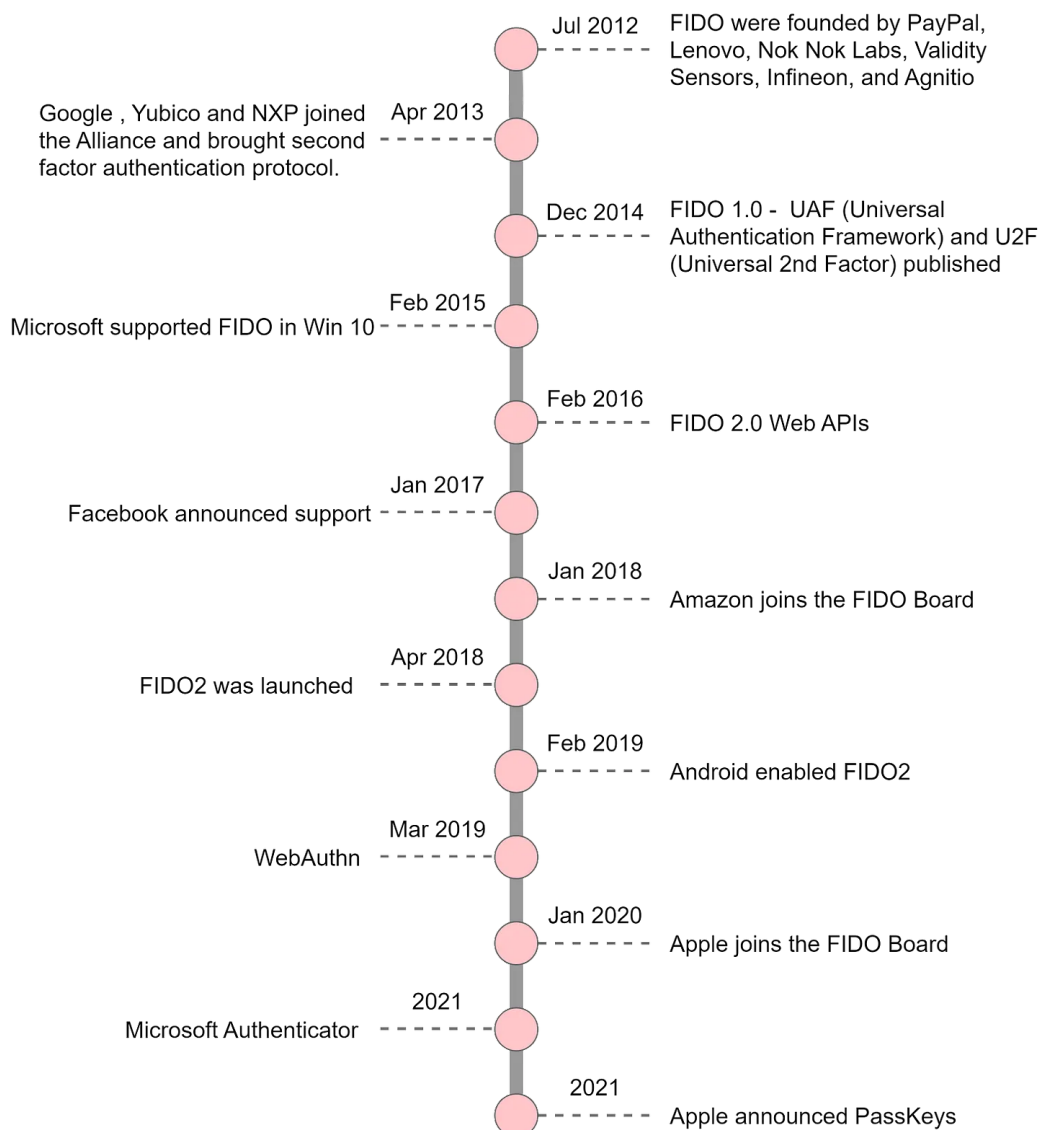 Jul 2012
FIDO were founded by PayPal,
Lenovo, Nok Nok Labs, Validity
Sensors, Infineon, and Agnitio
Apr 2013
Google , Yubico and NXP joined
the Alliance and brought second
factor authentication protocol.
Dec 2014
FIDO 1.0 - UAF (Universal
Authentication Framework) and U2F
(Universal 2nd Factor) published
Feb 2015
Microsoft supported FIDO in Win 10
Feb 2016
FIDO 2.0 Web APIs
Jan 2017
Facebook announced support
Jan 2018
Amazon joins the FIDO Board
Apr 2018
FIDO2 was launched
Feb 2019
Android enabled FIDO2
Mar 2019
WebAuthn
Jan 2020
Apple joins the FIDO Board
2021
Microsoft Authenticator
2021
Apple announced PassKeys